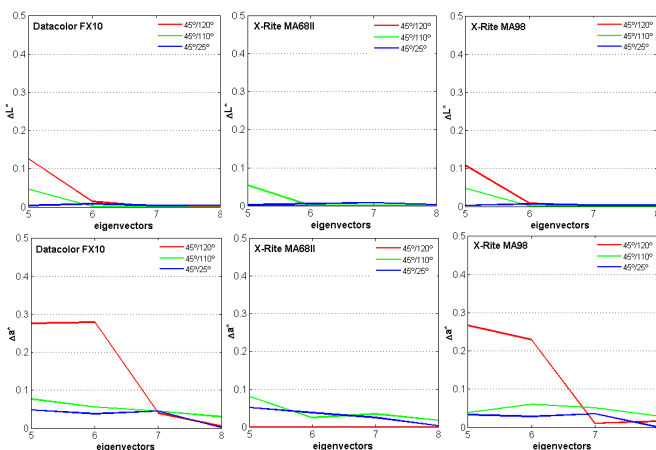 Datacolor FX10
45º/120º
45º/110º
45º/25º
0.5
0.4
0.3
0.2
0.1
0
ΔL*
5 6 7 8
eigenvectors
X-Rite MA68II
45º/120º
45º/110º
45º/25º
0.5
0.4
0.3
0.2
0.1
0
ΔL*
5 6 7 8
eigenvectors
X-Rite MA98
45º/120º
45º/110º
45º/25º
0.5
0.4
0.3
0.2
0.1
0
ΔL*
5 6 7 8
eigenvectors
Datacolor FX10
45º/120º
45º/110º
45º/25º
0.5
0.4
0.3
0.2
0.1
0
Δa*
5 6 7 8
eigenvectors
X-Rite MA68II
45º/120º
45º/110º
45º/25º
0.5
0.4
0.3
0.2
0.1
0
Δa*
5 6 7 8
eigenvectors
X-Rite MA98
45º/120º
45º/110º
45º/25º
0.5
0.4
0.3
0.2
0.1
0
Δa*
5 6 7 8
eigenvectors